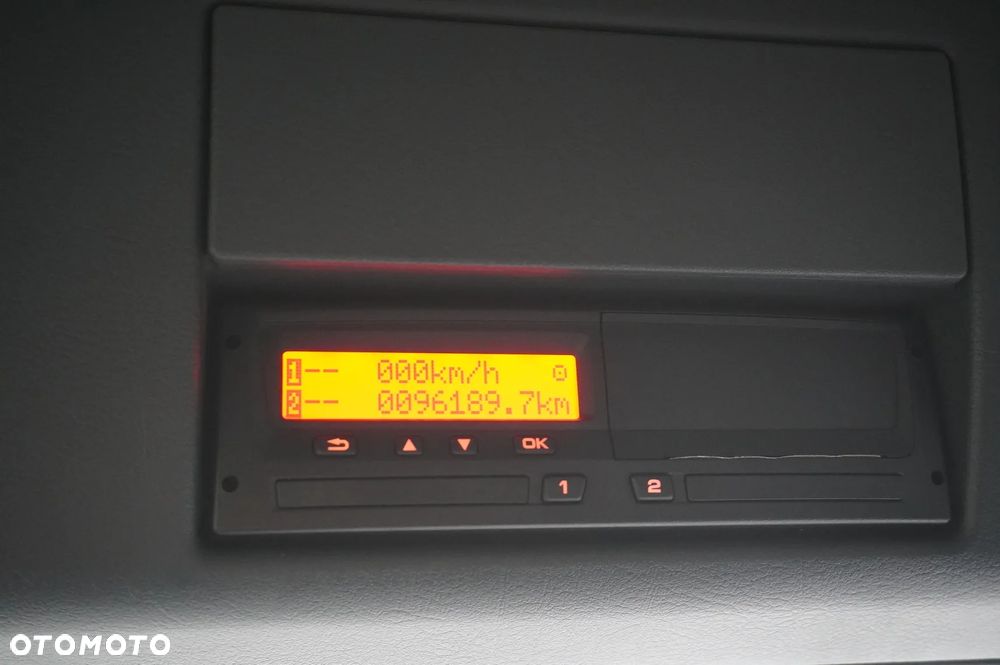 1-- 000km/h
2-- 0096189.7km
OK
1 2
OTOMOTO